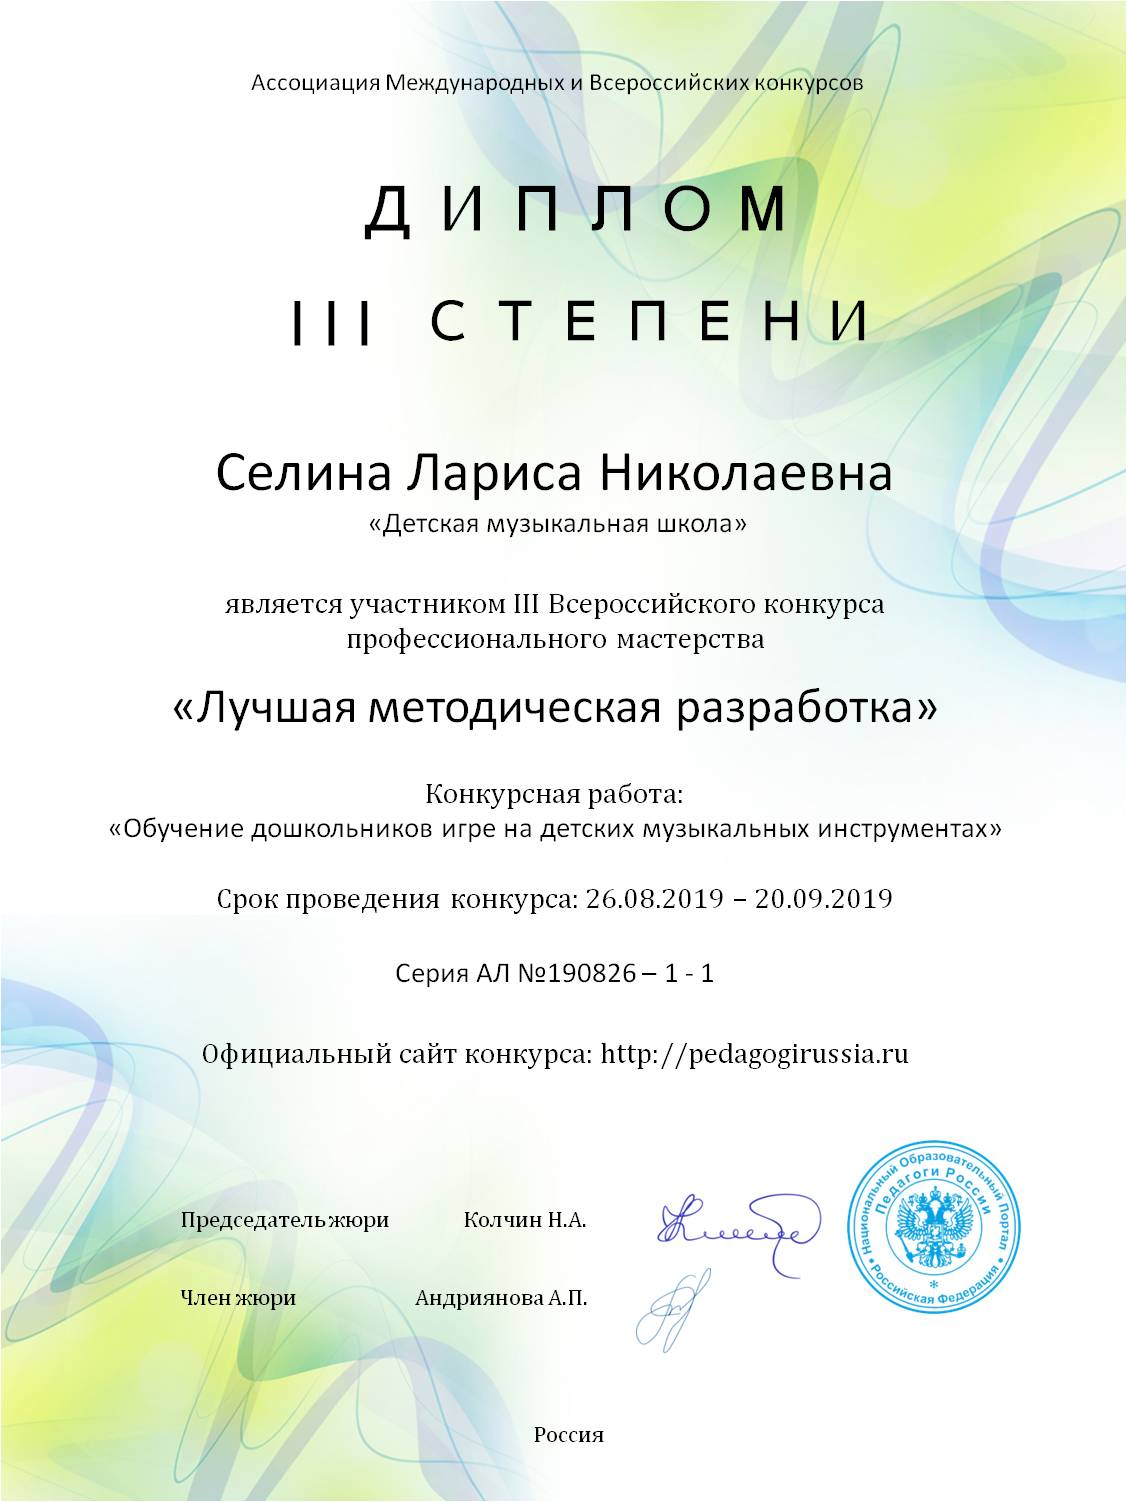 Ассоциация Международных и Всероссийских конкурсов
ДИПЛОМ
III СТЕПЕНИ
Селина Лариса Николаевна
«Детская музыкальная школа»
является участником III Всероссийского конкурса
профессионального мастерства
«Лучшая методическая разработка»
Конкурсная работа:
«Обучение дошкольников игре на детских музыкальных инструментах»
Срок проведения конкурса: 26.08.2019 – 20.09.2019
Серия АЛ №190826 – 1 - 1
Официальный сайт конкурса: http://pedagogirussia.ru
Национальный Образовательный Портал
Педагоги России
Российская Федерация
Председатель жюри Колчин Н.А.
Член жюри Андриянова А.П.
Россия